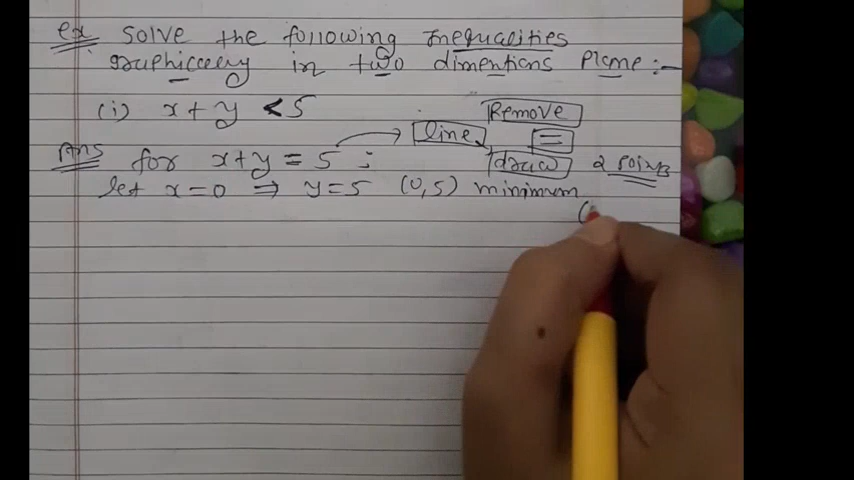 ex Solve the following Inequalities
graphically in two dimentions Plane :-
(i) x + y < 5 Remove
line =
Ans for x + y = 5 : draw 2 points
let x = 0 ⇒ y = 5 (0, 5) minimum
(